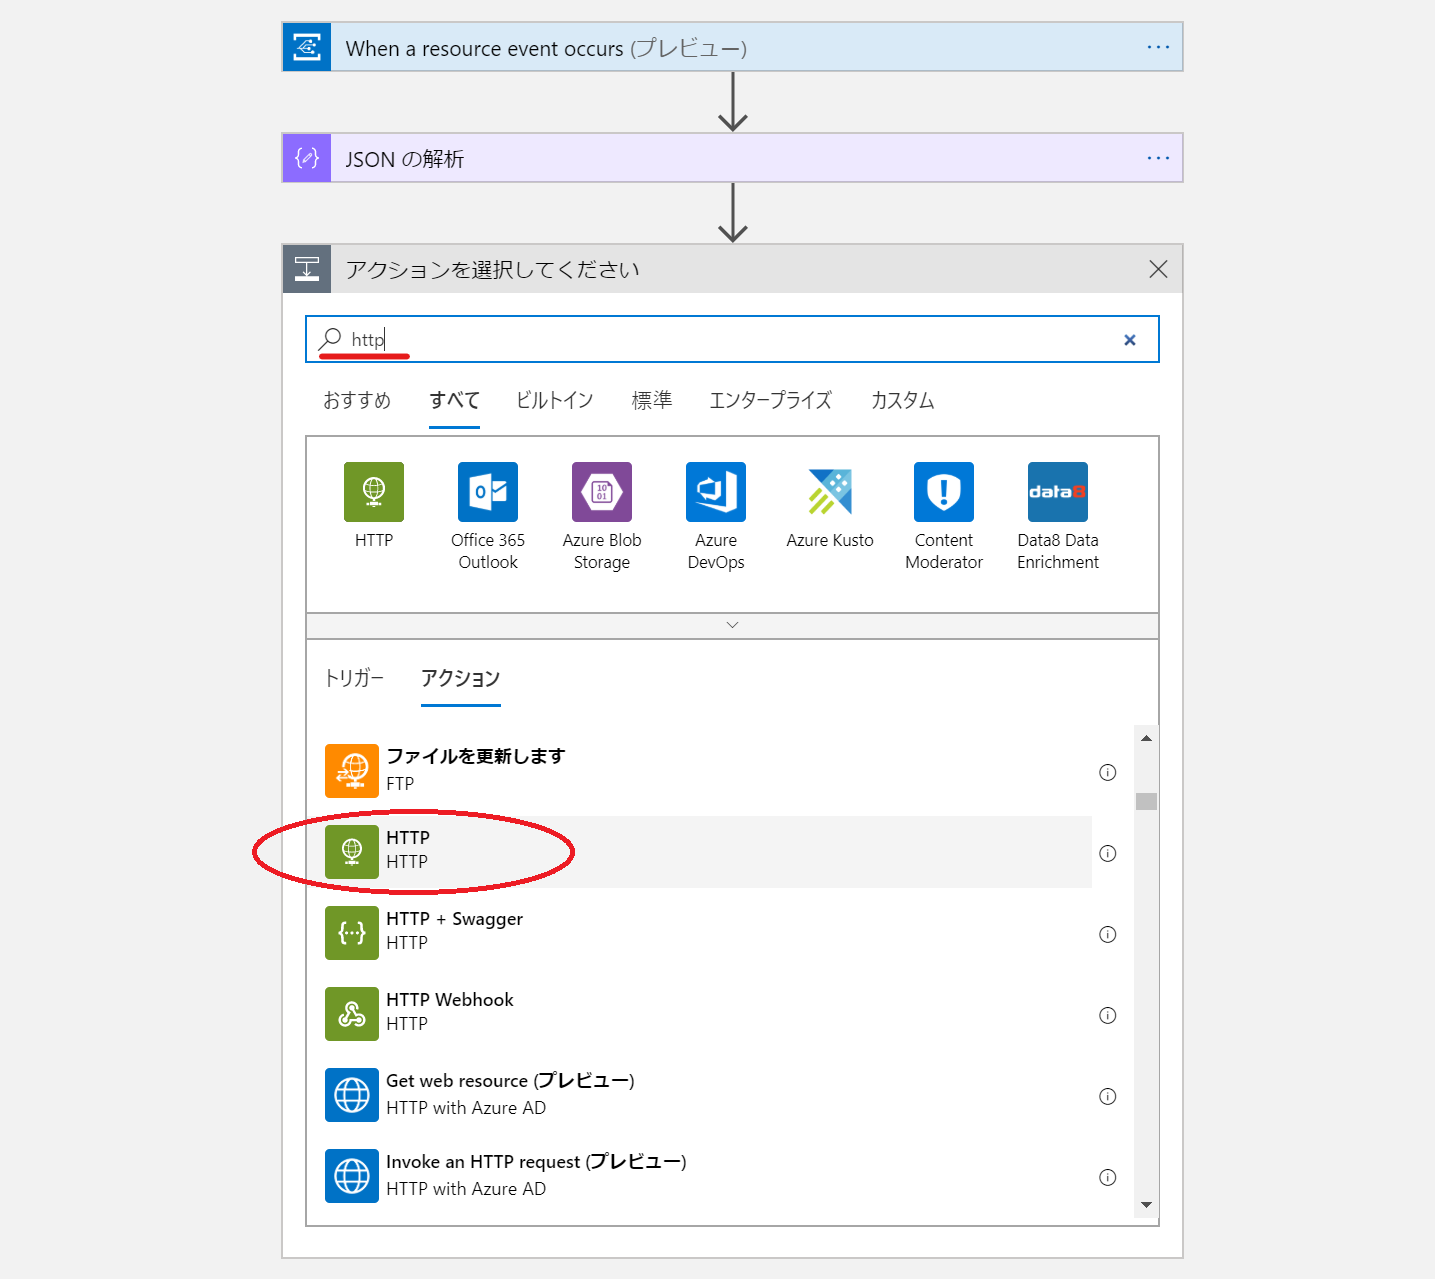 When a resource event occurs (プレビュー)
JSON の解析
アクションを選択してください
http
おすすめ すべて ビルトイン 標準 エンタープライズ カスタム
HTTP
Office 365 Outlook
Azure Blob Storage
Azure DevOps
Azure Kusto
Content Moderator
data8
Data8 Data Enrichment
トリガー アクション
ファイルを更新します
FTP
HTTP
HTTP
HTTP + Swagger
HTTP
HTTP Webhook
HTTP
Get web resource (プレビュー)
HTTP with Azure AD
Invoke an HTTP request (プレビュー)
HTTP with Azure AD